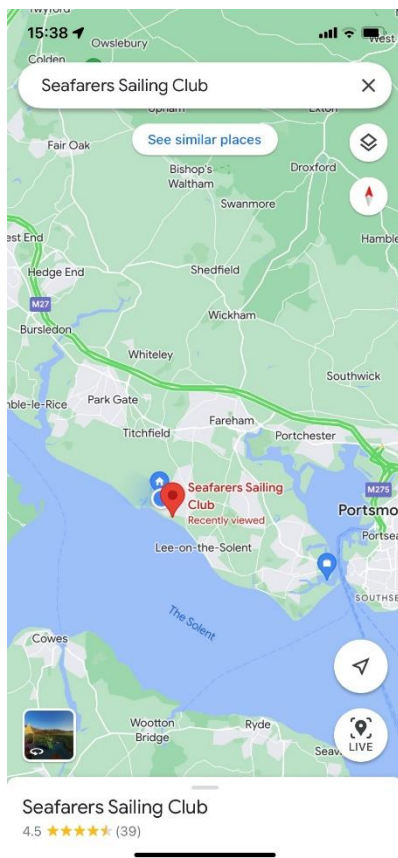 Twyford
15:38
Owslebury
West
Colden
Seafarers Sailing Club
Upham
Exton
See similar places
Fair Oak
Bishop's
Waltham
Droxford
Swanmore
est End
Hamble
Hedge End
Shedfield
M27
Wickham
Bursledon
Whiteley
Southwick
mble-le-Rice
Park Gate
Fareham
Titchfield
Portchester
M275
Seafarers Sailing
Club
Recently viewed
Portsmo
Portsea
Lee-on-the-Solent
SOUTHSE
The Solent
Cowes
Wootton
Bridge
Ryde
Seav
LIVE
Seafarers Sailing Club
4.5
(39)